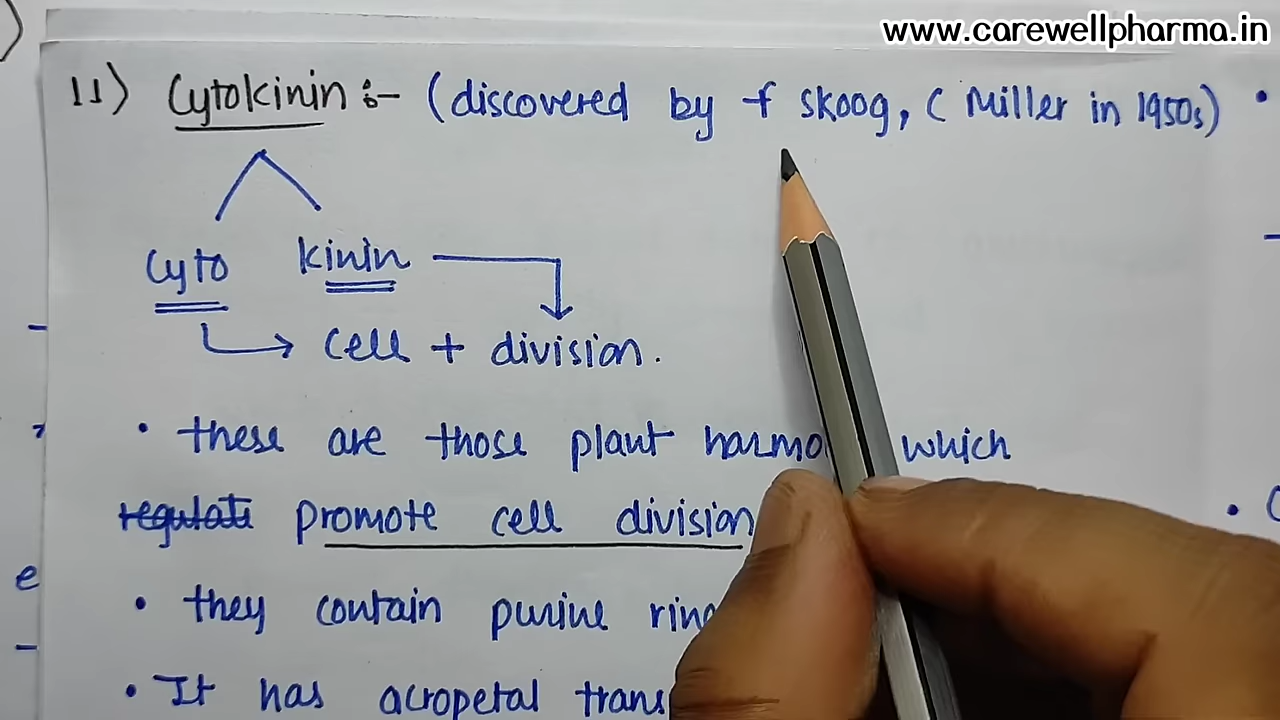 www.carewellpharma.in
11) Cytokinin :- (discovered by f skoog, C Miller in 1950s)
Cyto kinin
cell + division.
• these are those plant which
regulate promote cell division
• they contain purine ring
• It has acropetal